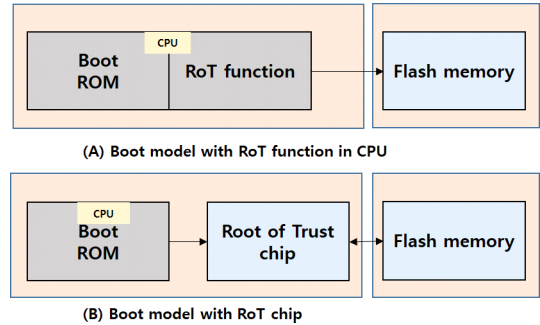 CPU
Boot
ROM
RoT function
Flash memory
(A) Boot model with RoT function in CPU
CPU
Boot
ROM
Root of Trust
chip
Flash memory
(B) Boot model with RoT chip